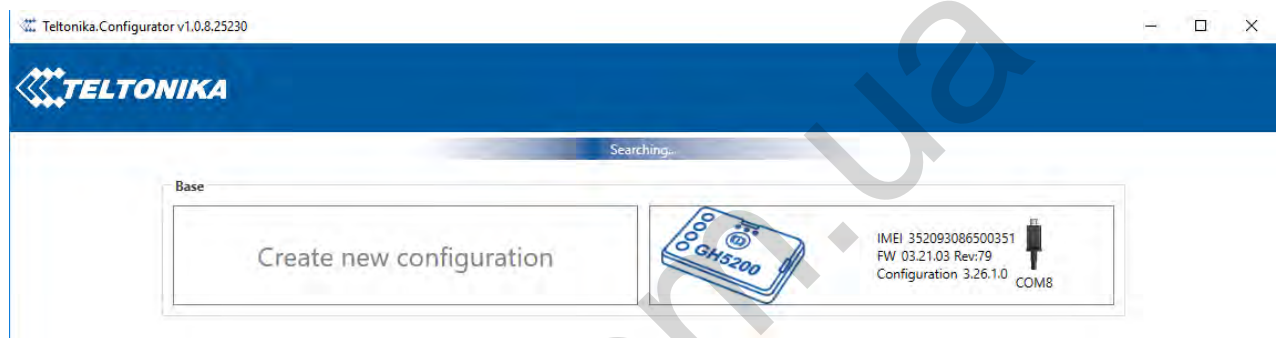 Teltonika.Configurator v1.0.8.25230
TELTONIKA
Searching..
Base
Create new configuration
GH5200
IMEI 352093086500351
FW 03.21.03 Rev:79
Configuration 3.26.1.0
COM8
m.ua